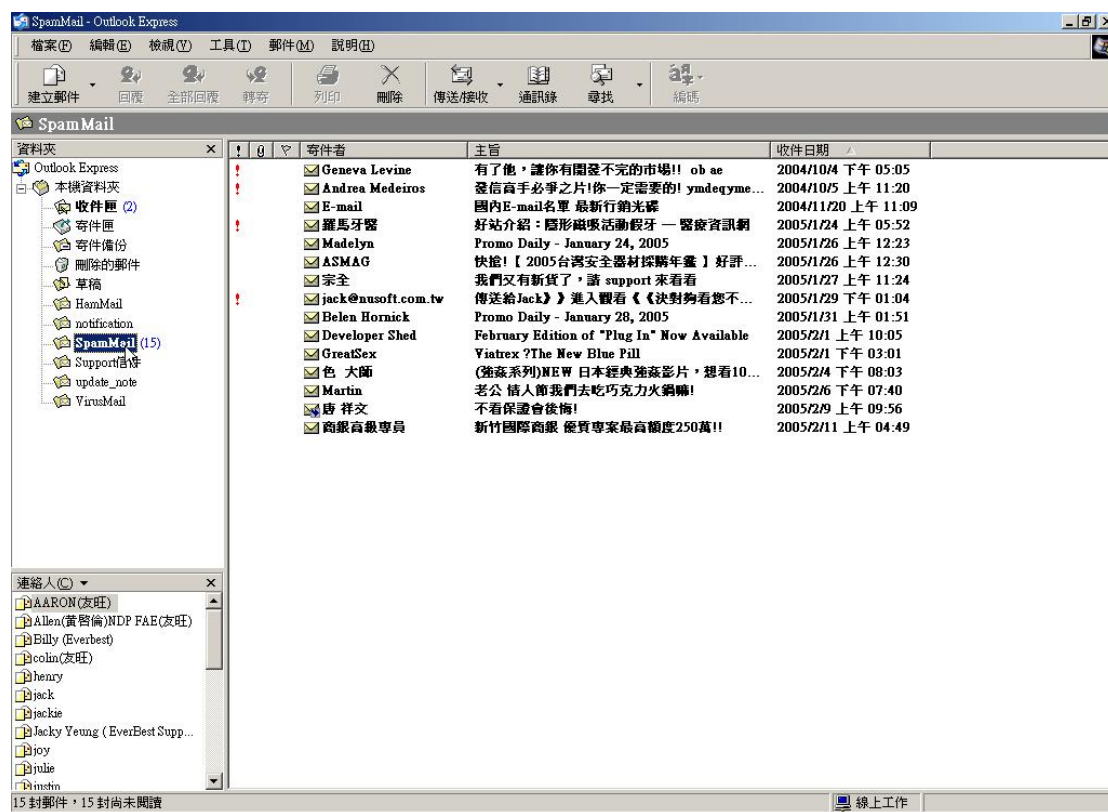 SpamMail - Outlook Express
檔案(F) 編輯(E) 檢視(V) 工具(T) 郵件(M) 說明(H)
建立郵件 回覆 全部回覆 轉寄 列印 刪除 傳送/接收 通訊錄 尋找 編碼
SpamMail
資料夾
Outlook Express
本機資料夾
收件匣 (2)
寄件匣
寄件備份
刪除的郵件
草稿
HamMail
notification
SpamMail (15)
Support信件
update_note
VirusMail
寄件者 主旨 收件日期
Geneva Levine 有了他，讓你有開發不完的市場!! ob ae 2004/10/4 下午 05:05
Andrea Medeiros 發信高手必爭之片!你一定需要的! ymdeqyme... 2004/10/5 上午 11:20
E-mail 國內E-mail名單 最新行銷光碟 2004/11/20 上午 11:09
羅馬牙醫 好站介紹：隱形磁吸活動假牙 — 醫療資訊網 2005/1/24 上午 05:52
Madelyn Promo Daily - January 24, 2005 2005/1/26 上午 12:23
ASMAG 快搶!【 2005台灣安全器材採購年鑑 】好評... 2005/1/26 上午 12:30
宗全 我們又有新貨了，請 support 來看看 2005/1/27 上午 11:24
jack@nusoft.com.tw 傳送給Jack》》進入觀看《《決對夠看您不... 2005/1/29 下午 01:04
Belen Hornick Promo Daily - January 28, 2005 2005/1/31 上午 01:51
Developer Shed February Edition of "Plug In" Now Available 2005/2/1 上午 10:05
GreatSex Viatrex ?The New Blue Pill 2005/2/1 下午 03:01
色 大師 (強姦系列)NEW 日本經典強姦影片，想看10... 2005/2/4 下午 08:03
Martin 老公 情人節我們去吃巧克力火鍋嘛! 2005/2/6 下午 07:40
唐 祥文 不看保證會後悔! 2005/2/9 上午 09:56
商銀高級專員 新竹國際商銀 優質專案最高額度250萬!! 2005/2/11 上午 04:49
連絡人(C)
AARON(友旺)
Allen(黃啓倫)NDP FAE(友旺)
Billy (Everbest)
colin(友旺)
henry
jack
jackie
Jacky Yeung ( EverBest Supp...
joy
julie
justin
15 封郵件，15 封尚未閱讀 線上工作